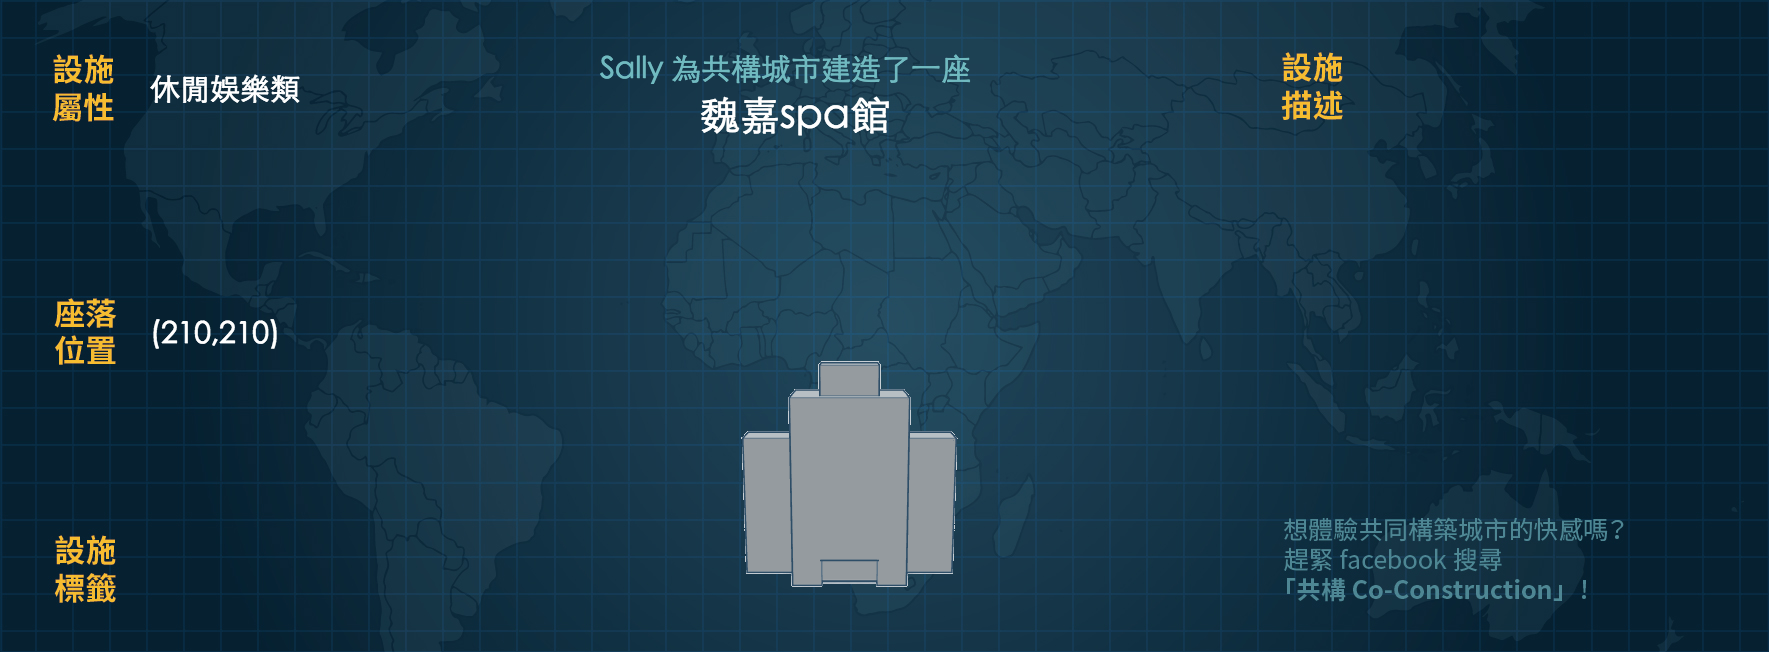 設施
屬性
休閒娛樂類
Sally 為共構城市建造了一座
魏嘉spa館
設施
描述
座落
位置
(210,210)
設施
標籤
想體驗共同構築城市的快感嗎?
趕緊 facebook 搜尋
「共構 Co-Construction」!